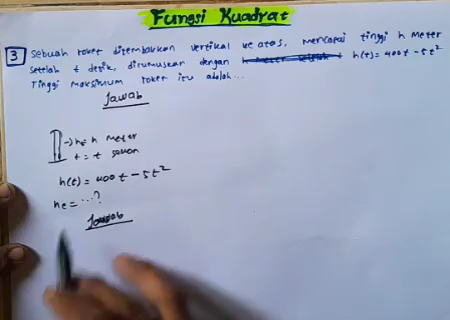 Fungsi Kuadrat
3 Sebuah roket ditembakkan vertikal ke atas, mencapai tinggi h meter
setelah t detik, dirumuskan dengan h(t) = 400t - 5t²
Tinggi maksimum roket itu adalah...
Jawab
h = h meter
t = t sekon
h(t) = 400t - 5t²
he = ...?
Jawab